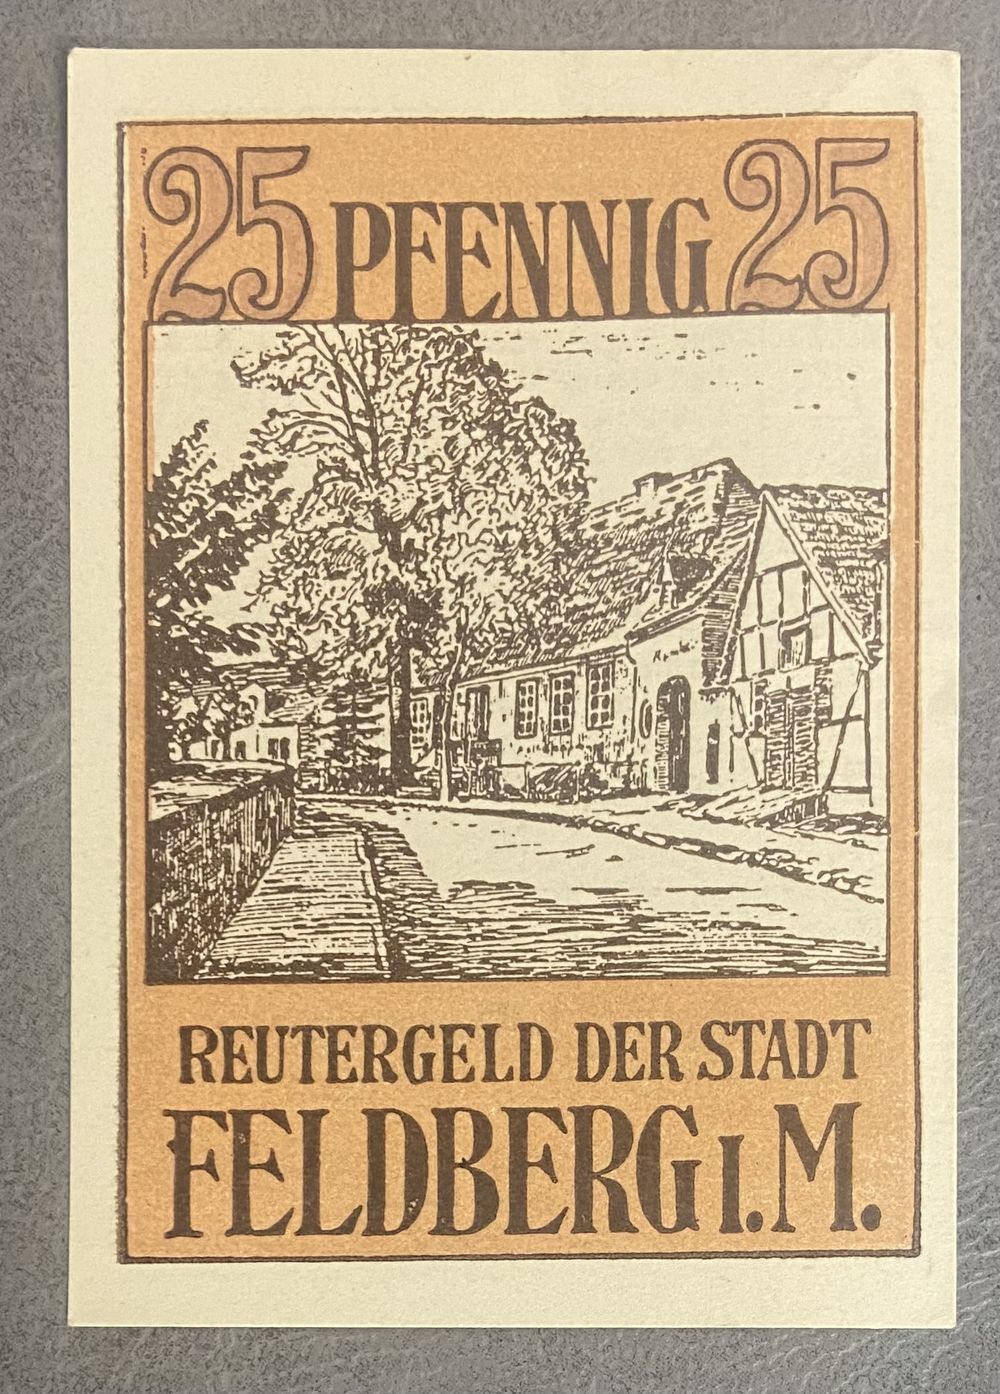 25 PFENNIG 25
REUTERGELD DER STADT
FELDBERG I. M.